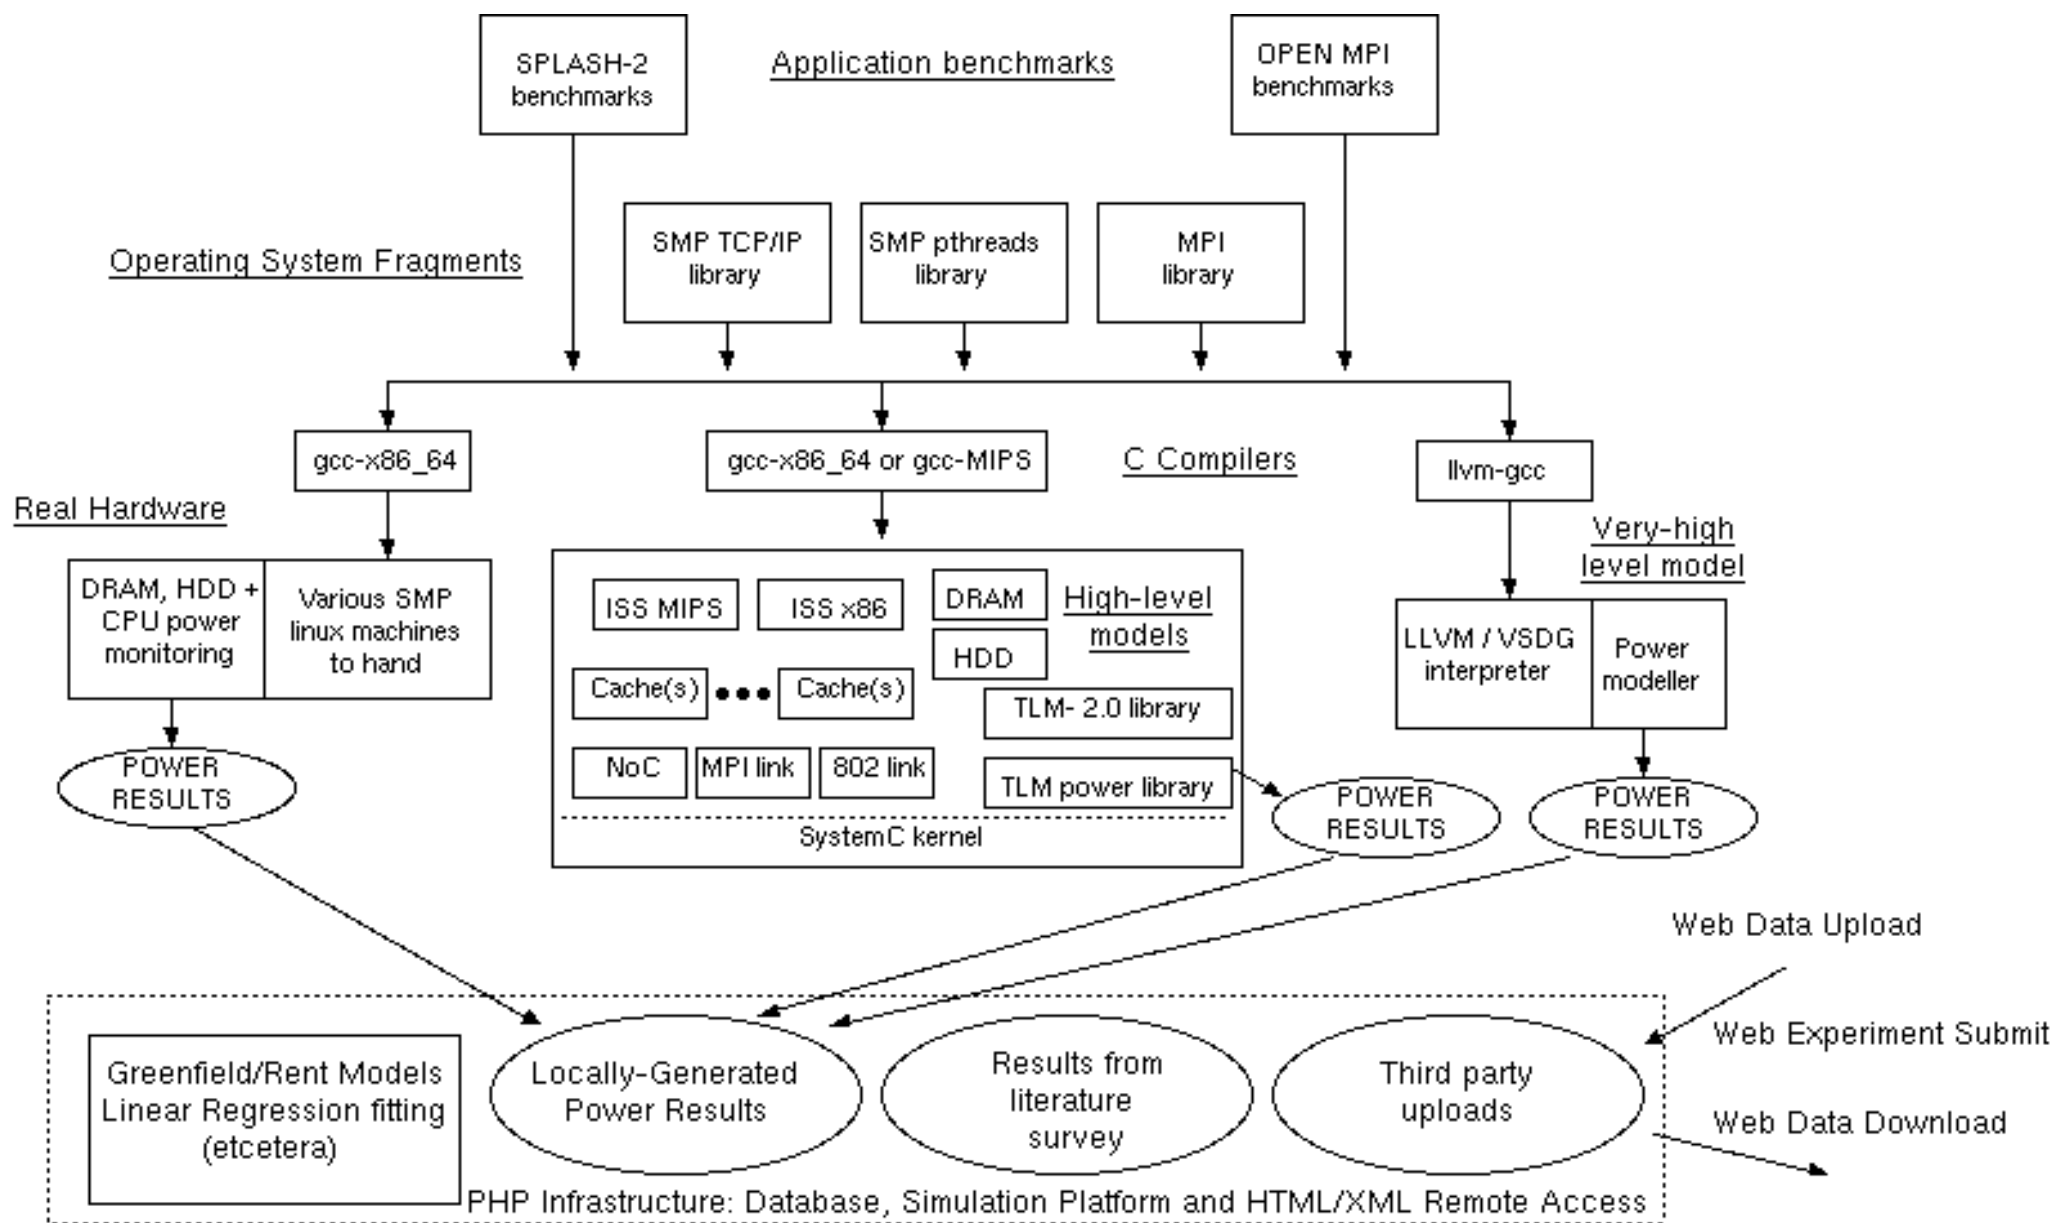 SPLASH-2
benchmarks
Application benchmarks
OPEN MPI
benchmarks
Operating System Fragments
SMP TCP/IP
library
SMP pthreads
library
MPI
library
gcc-x86_64
gcc-x86_64 or gcc-MIPS
C Compilers
llvm-gcc
Real Hardware
Very-high
level model
DRAM, HDD +
CPU power
monitoring
Various SMP
linux machines
to hand
ISS MIPS
ISS x86
DRAM
HDD
High-level
models
Cache(s)
Cache(s)
TLM- 2.0 library
NoC
MPI link
802 link
TLM power library
SystemC kernel
LLVM / VSDG
interpreter
Power
modeller
POWER
RESULTS
POWER
RESULTS
POWER
RESULTS
Web Data Upload
Web Experiment Submit
Web Data Download
Greenfield/Rent Models
Linear Regression fitting
(etcetera)
Locally-Generated
Power Results
Results from
literature
survey
Third party
uploads
PHP Infrastructure: Database, Simulation Platform and HTML/XML Remote Access